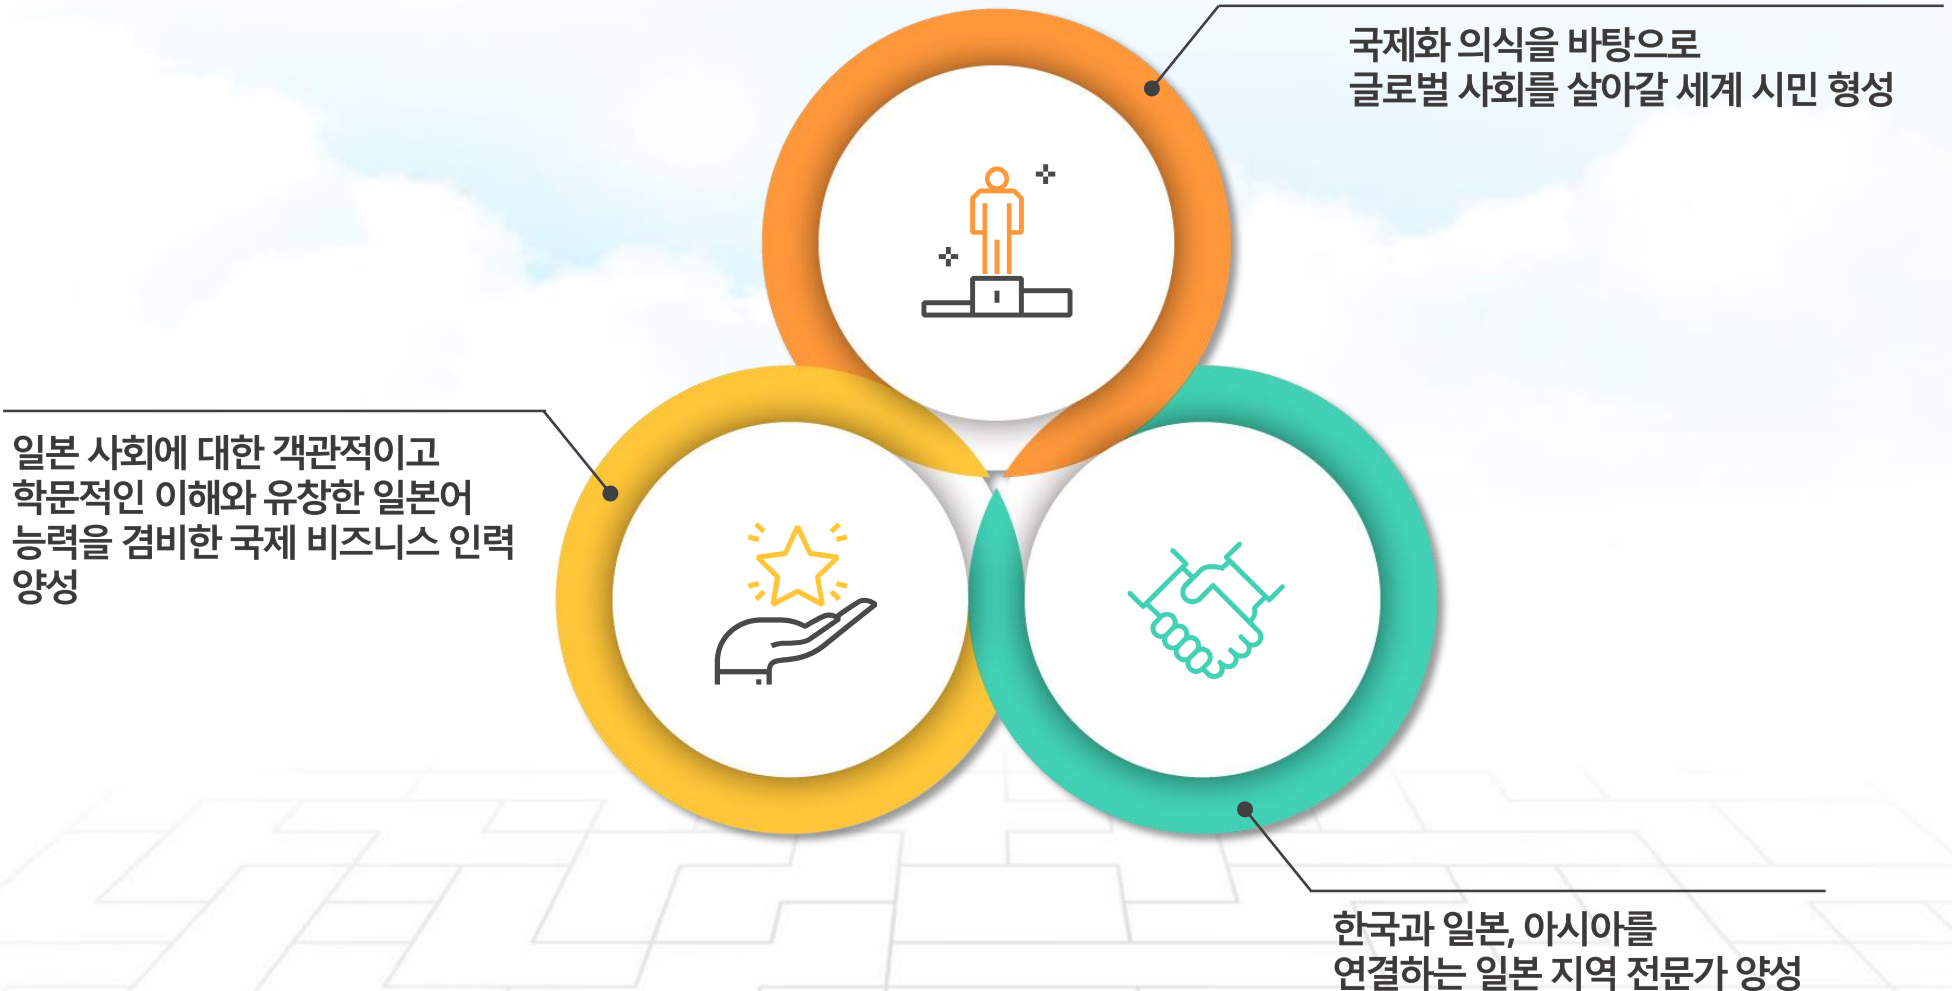 국제화 의식을 바탕으로
글로벌 사회를 살아갈 세계 시민 형성
일본 사회에 대한 객관적이고
학문적인 이해와 유창한 일본어
능력을 겸비한 국제 비즈니스 인력
양성
한국과 일본, 아시아를
연결하는 일본 지역 전문가 양성